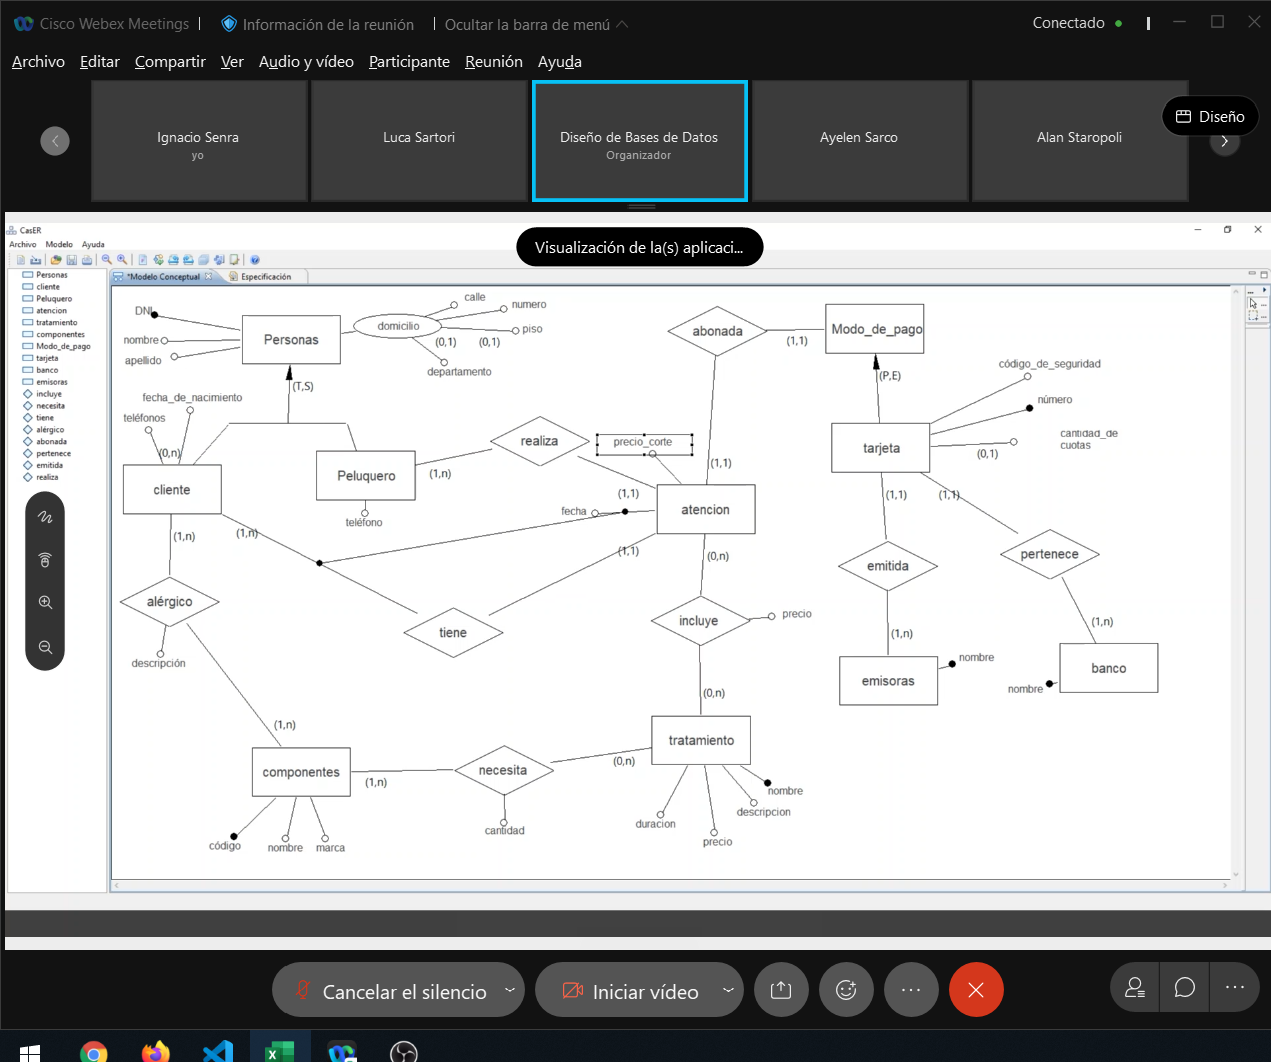 Cisco Webex Meetings
Información de la reunión
Ocultar la barra de menú
Conectado
Archivo Editar Compartir Ver Audio y vídeo Participante Reunión Ayuda
Ignacio Senra
yo
Luca Sartori
Diseño de Bases de Datos
Organizador
Ayelen Sarco
Alan Staropoli
Diseño
CasER
Visualización de la(s) aplicaci...
Archivo Modelo Ayuda
*Modelo Conceptual
Especificación
Personas
cliente
Peluquero
atencion
tratamiento
componentes
Modo_de_pago
tarjeta
banco
emisoras
incluye
necesita
tiene
alérgico
abonada
pertenece
emitida
realiza
DNI
nombre
apellido
Personas
domicilio
calle
numero
piso
(0,1)
(0,1)
departamento
(T,S)
abonada
(1,1)
Modo_de_pago
(P,E)
código_de_seguridad
número
cantidad_de
cuotas
(0,1)
tarjeta
fecha_de_nacimiento
teléfonos
(0,n)
cliente
Peluquero
teléfono
(1,n)
realiza
precio_corte
(1,1)
(1,1)
fecha
atencion
(1,1)
(1,1)
(1,n)
(1,n)
(1,1)
(0,n)
emitida
pertenece
alérgico
descripción
tiene
incluye
precio
(1,n)
(1,n)
emisoras
nombre
banco
nombre
(0,n)
(1,n)
componentes
(1,n)
necesita
(0,n)
tratamiento
cantidad
código
nombre
marca
duracion
precio
descripcion
nombre
Cancelar el silencio
Iniciar vídeo